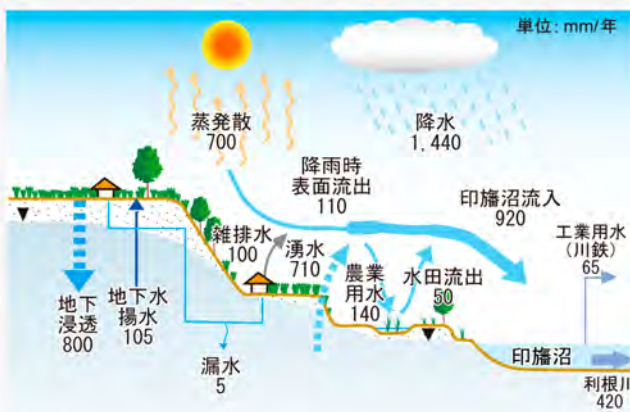 単位：mm/年
蒸発散
700
降水
1,440
降雨時
表面流出
110
印旛沼流入
920
工業用水
（川鉄）
65
雑排水
100
湧水
710
農業
用水
140
水田流出
50
地下
浸透
800
地下水
揚水
105
漏水
5
印旛沼
利根川
420